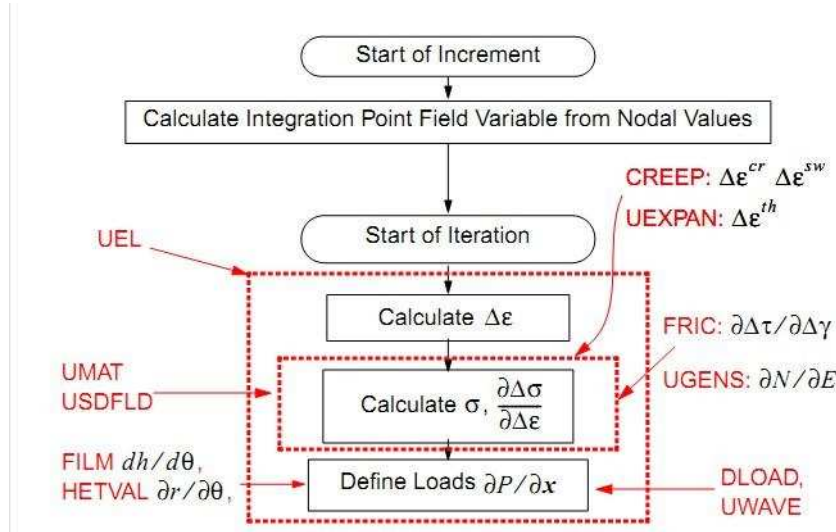 Start of Increment
Calculate Integration Point Field Variable from Nodal Values
CREEP: Δε^cr Δε^sw
UEXPAN: Δε^th
Start of Iteration
UEL
Calculate Δε
FRIC: ∂Δτ/∂Δγ
UGENS: ∂N/∂E
UMAT
USDFLD
Calculate σ, ∂Δσ/∂Δε
FILM dh/dθ,
HETVAL ∂r/∂θ,
Define Loads ∂P/∂x
DLOAD,
UWAVE